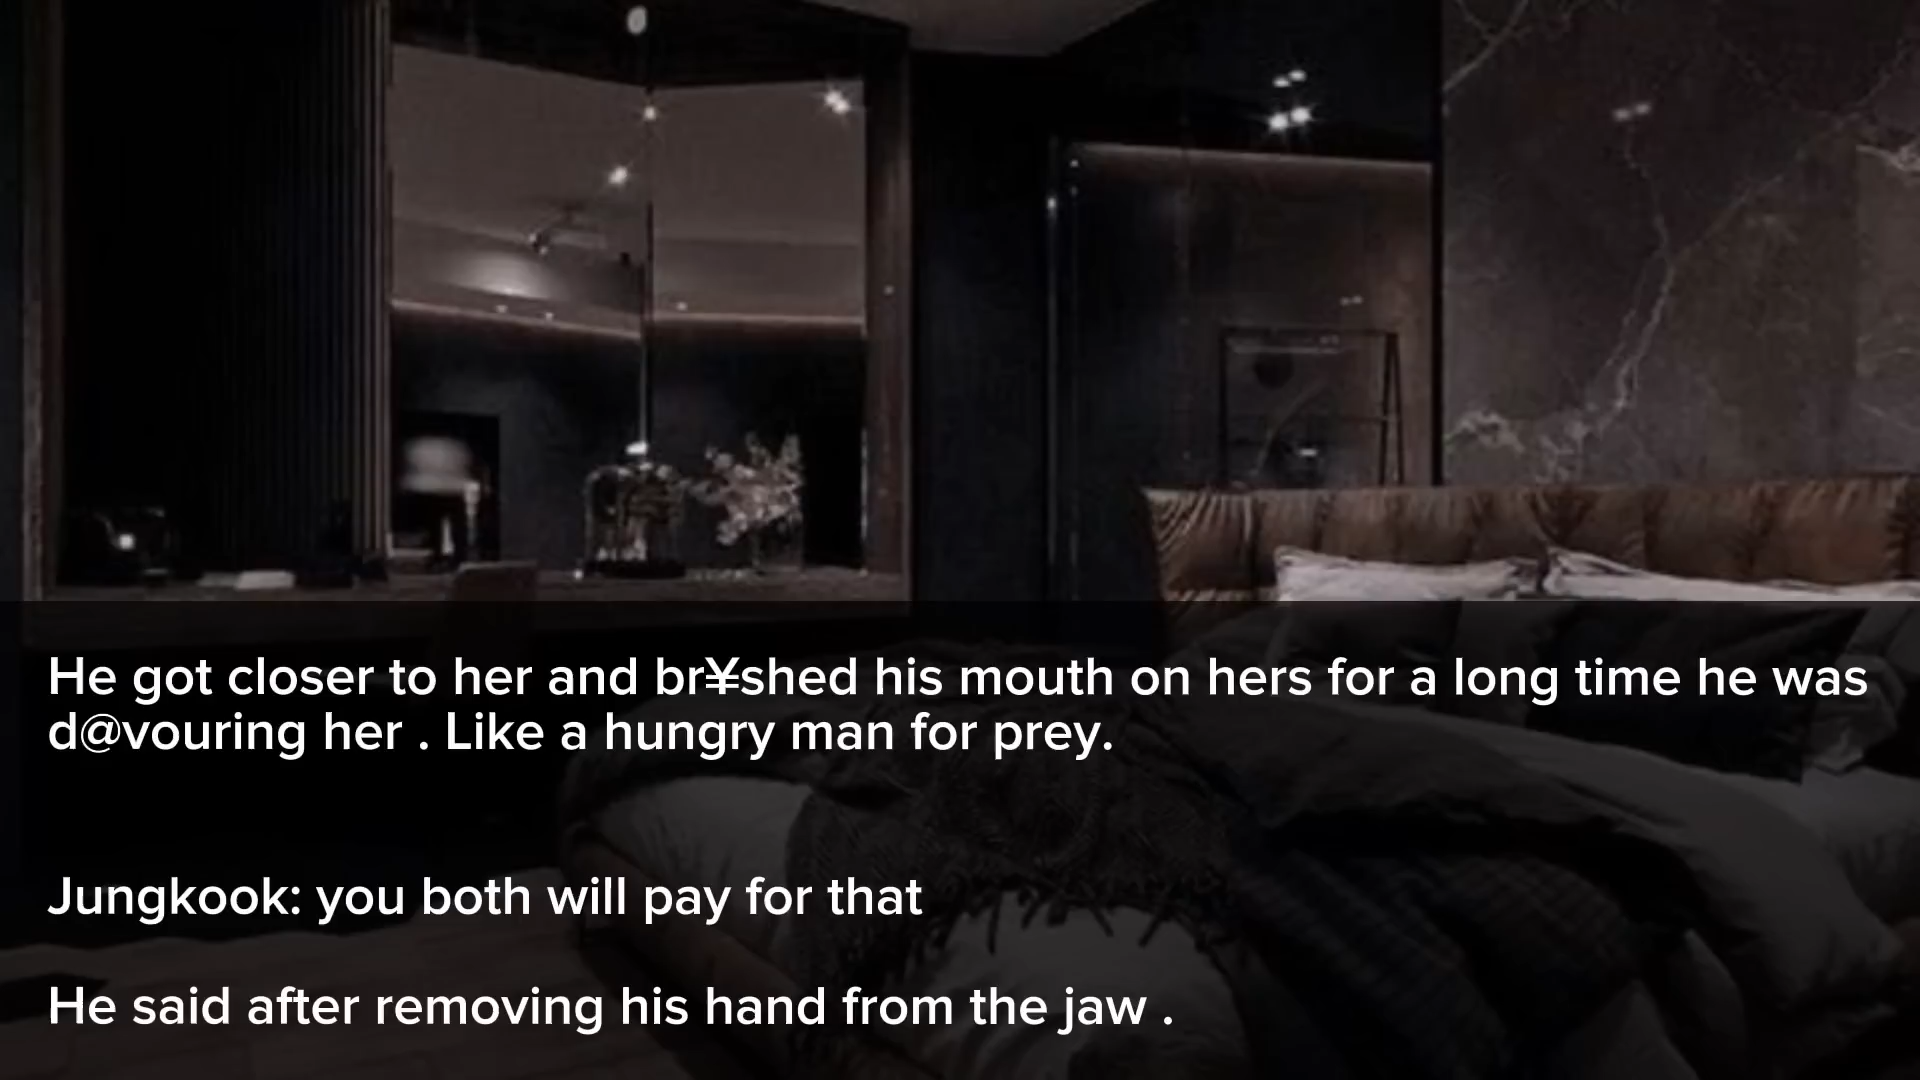 He got closer to her and br¥shed his mouth on hers for a long time he was
d@vouring her . Like a hungry man for prey.
Jungkook: you both will pay for that
He said after removing his hand from the jaw .